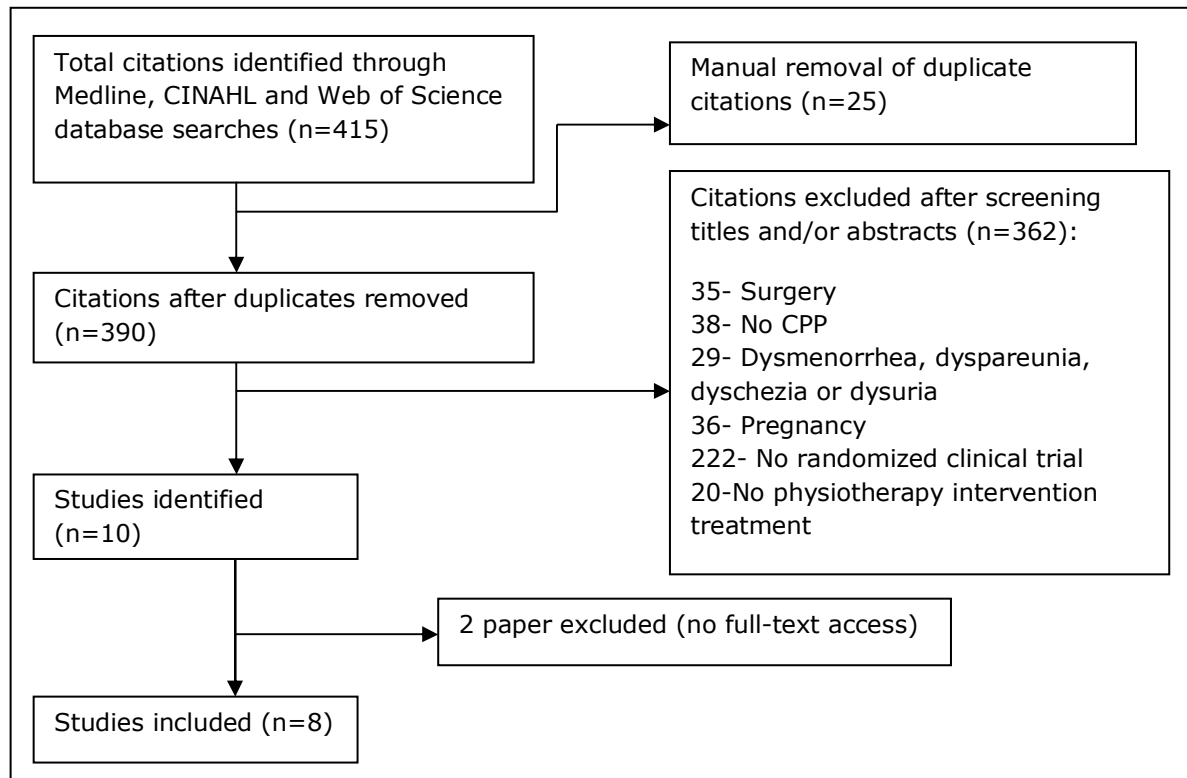 Total citations identified through
Medline, CINAHL and Web of Science
database searches (n=415)
Manual removal of duplicate
citations (n=25)
Citations excluded after screening
titles and/or abstracts (n=362):
35- Surgery
38- No CPP
29- Dysmenorrhea, dyspareunia,
dyschezia or dysuria
36- Pregnancy
222- No randomized clinical trial
20-No physiotherapy intervention
treatment
Citations after duplicates removed
(n=390)
Studies identified
(n=10)
2 paper excluded (no full-text access)
Studies included (n=8)